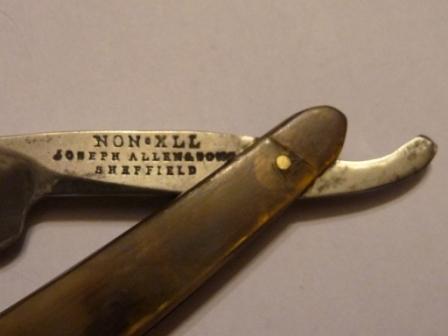 NON·XLL
JOSEPH ALLEN & SONS
SHEFFIELD